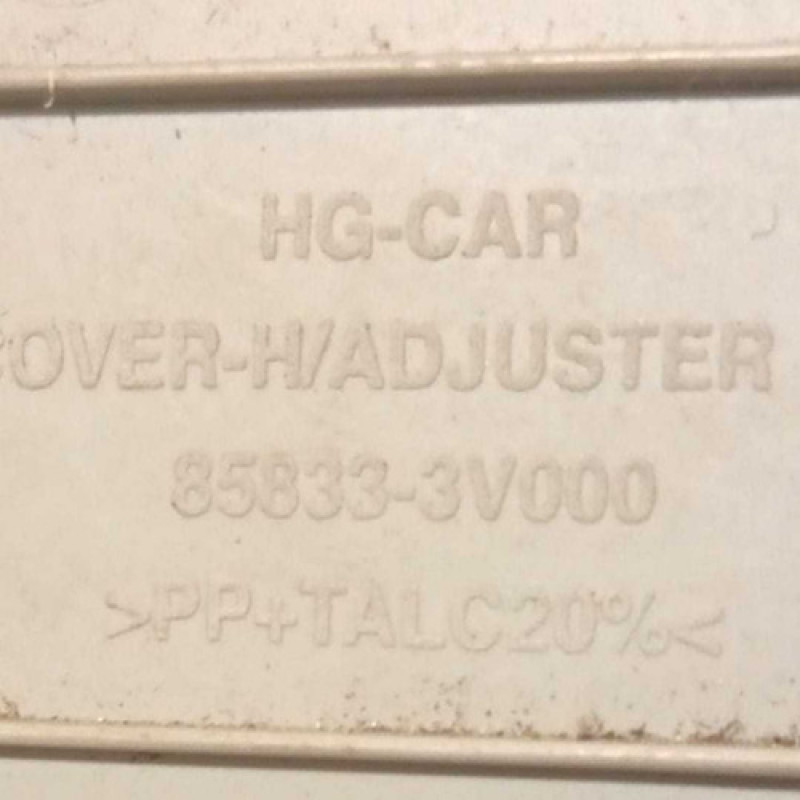 HG-CAR
COVER-H/ADJUSTER
85833-3V000
>PP+TALC20%<